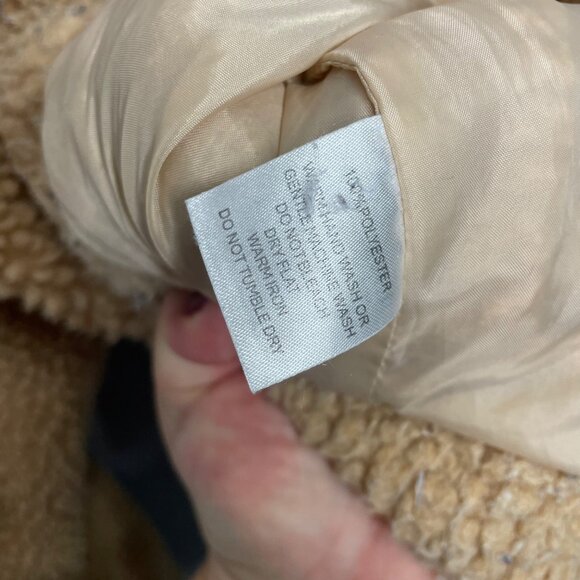 100%POLYESTER
WARM HAND WASH OR
GENTLE MACHINE WASH
DO NOT BLEACH
DRY FLAT
WARM IRON
DO NOT TUMBLE DRY